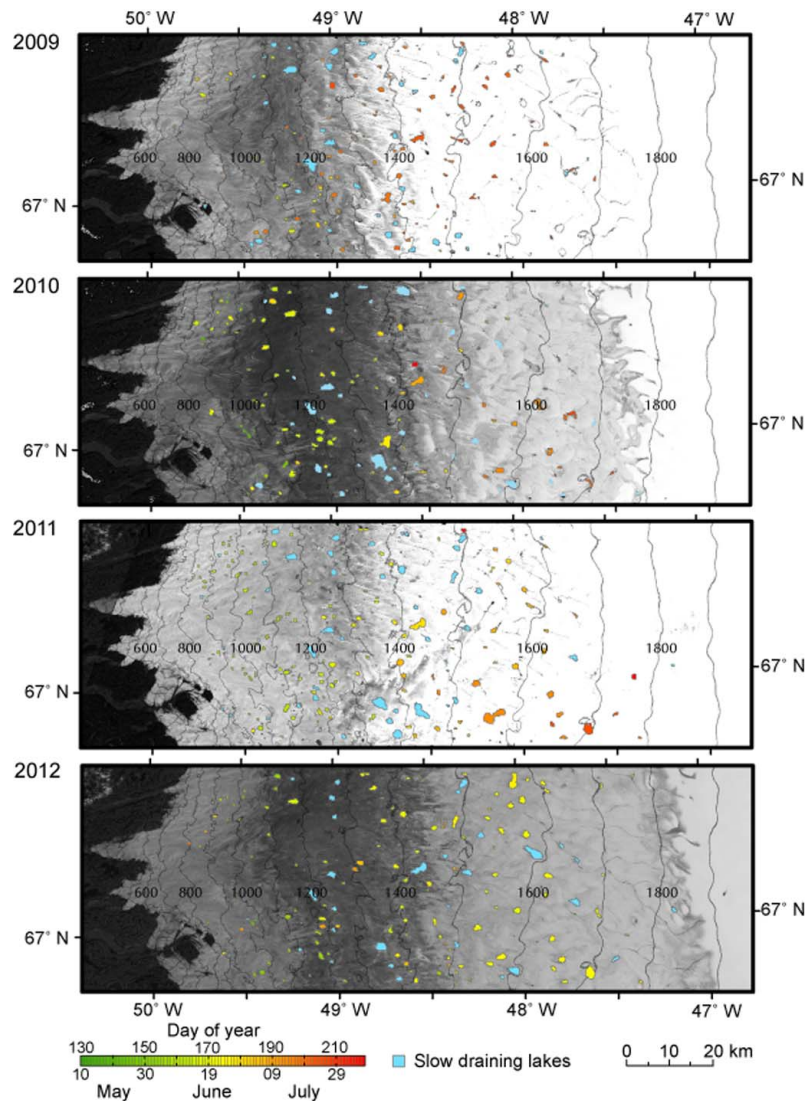 50° W 49° W 48° W 47° W
2009
600 800 1000 1200 1400 1600 1800
67° N
67° N
2010
600 800 1000 1200 1400 1600 1800
67° N
67° N
2011
600 800 1000 1200 1400 1600 1800
67° N
67° N
2012
600 800 1000 1200 1400 1600 1800
67° N
67° N
50° W 49° W 48° W 47° W
Day of year
130 150 170 190 210
10 30 19 09 29
May June July
Slow draining lakes
0 10 20 km